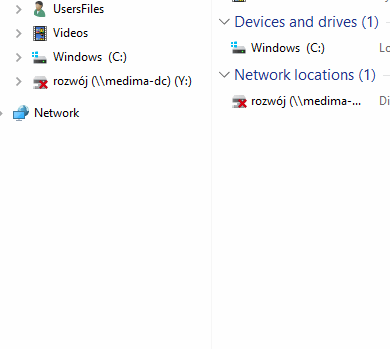 UsersFiles
Videos
Windows (C:)
rozwój (\\medima-dc) (Y:)
Network
Devices and drives (1)
Windows (C:)
Lo
Network locations (1)
rozwój (\\medima-...
Di